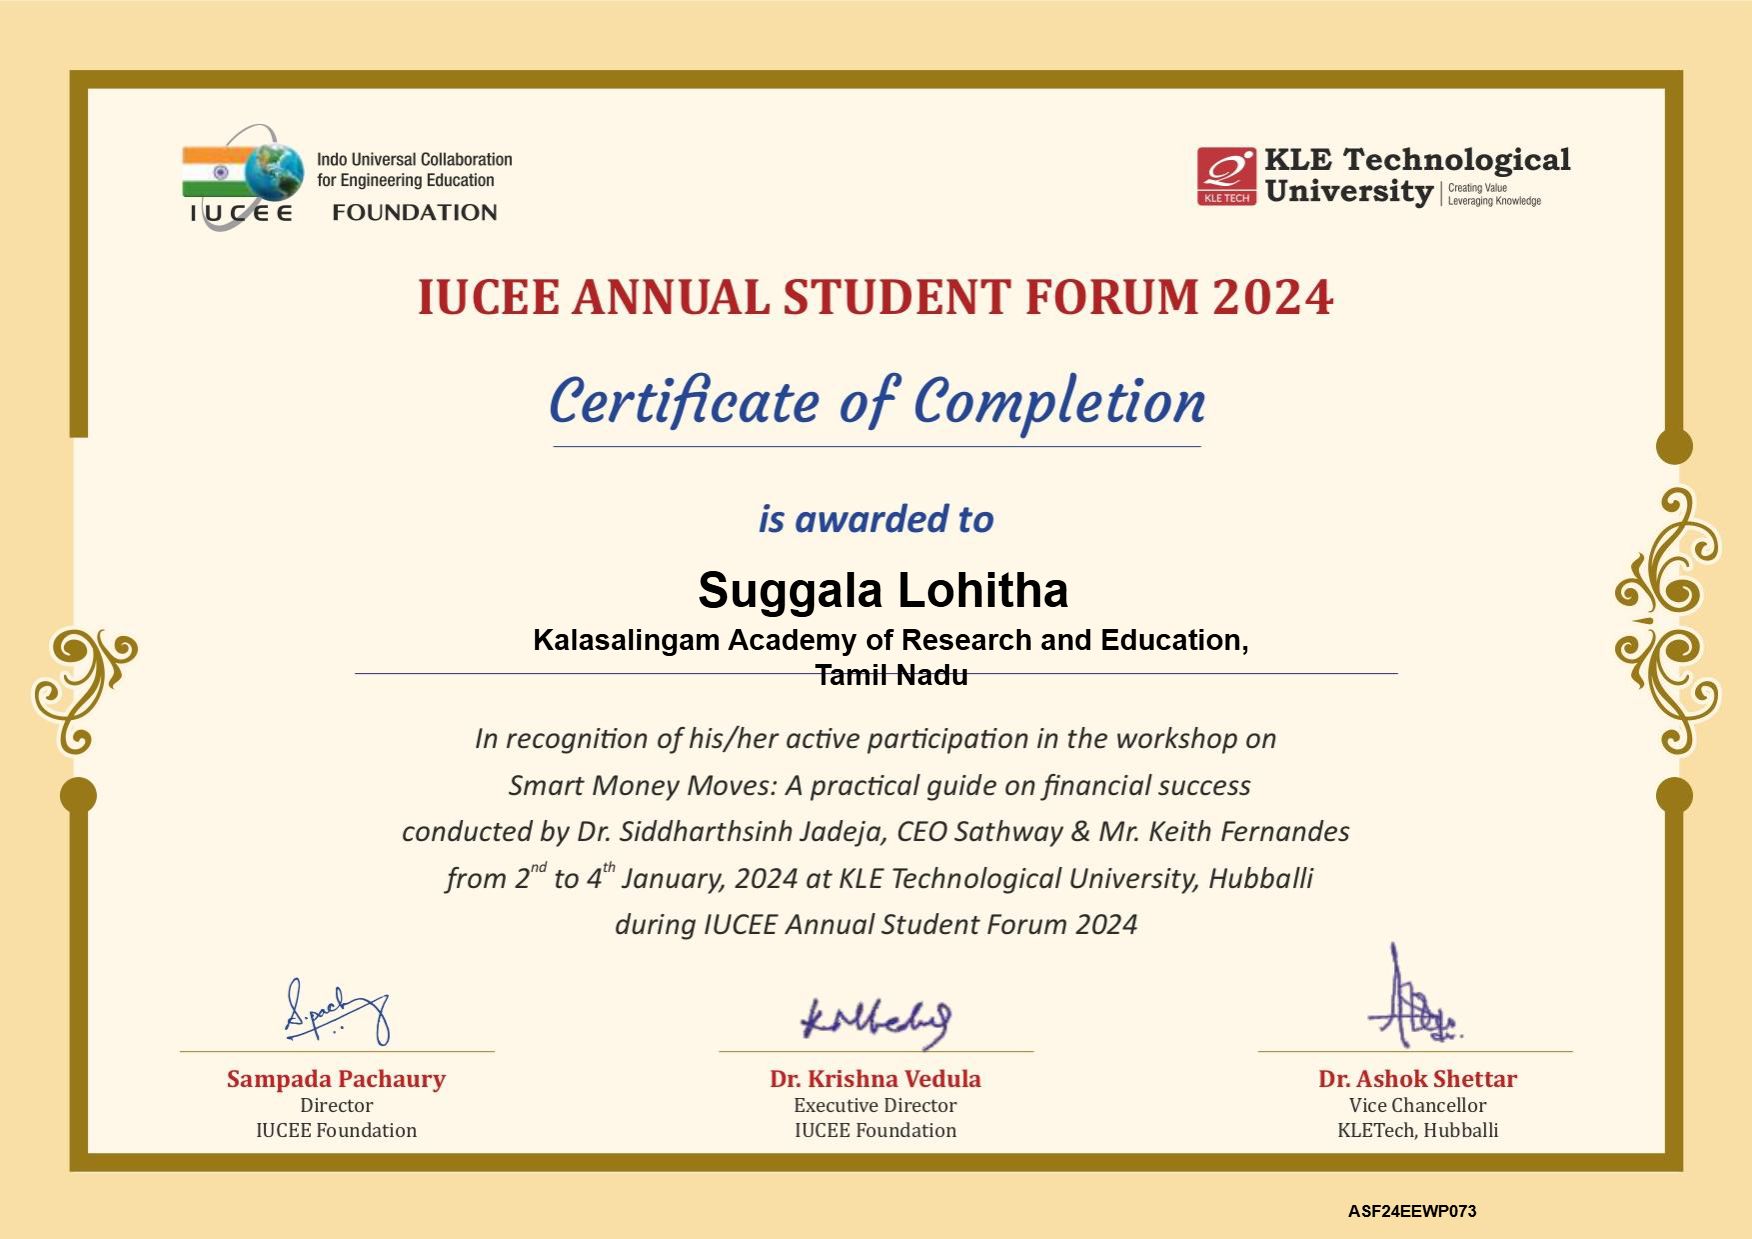 Indo Universal Collaboration
for Engineering Education
IUCEE FOUNDATION
KLE TECH
KLE Technological
University
Creating Value
Leveraging Knowledge
IUCEE ANNUAL STUDENT FORUM 2024
Certificate of Completion
is awarded to
Suggala Lohitha
Kalasalingam Academy of Research and Education,
Tamil Nadu
In recognition of his/her active participation in the workshop on
Smart Money Moves: A practical guide on financial success
conducted by Dr. Siddharthsinh Jadeja, CEO Sathway & Mr. Keith Fernandes
from 2nd to 4th January, 2024 at KLE Technological University, Hubballi
during IUCEE Annual Student Forum 2024
S.pach
Sampada Pachaury
Director
IUCEE Foundation
Dr. Krishna Vedula
Executive Director
IUCEE Foundation
Dr. Ashok Shettar
Vice Chancellor
KLETech, Hubballi
ASF24EEWP073